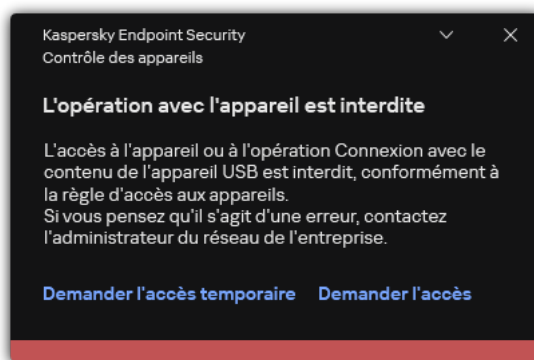 Kaspersky Endpoint Security
Contrôle des appareils
L'opération avec l'appareil est interdite
L'accès à l'appareil ou à l'opération Connexion avec le
contenu de l'appareil USB est interdit, conformément à
la règle d'accès aux appareils.
Si vous pensez qu'il s'agit d'une erreur, contactez
l'administrateur du réseau de l'entreprise.
Demander l'accès temporaire Demander l'accès